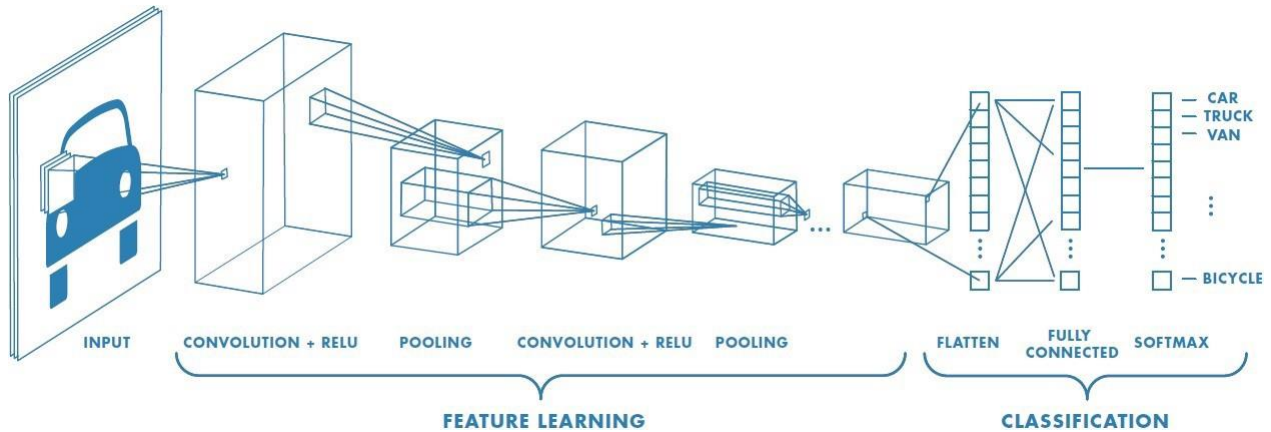 CAR
TRUCK
VAN
BICYCLE
INPUT
CONVOLUTION + RELU
POOLING
CONVOLUTION + RELU
POOLING
FLATTEN
FULLY
CONNECTED
SOFTMAX
FEATURE LEARNING
CLASSIFICATION